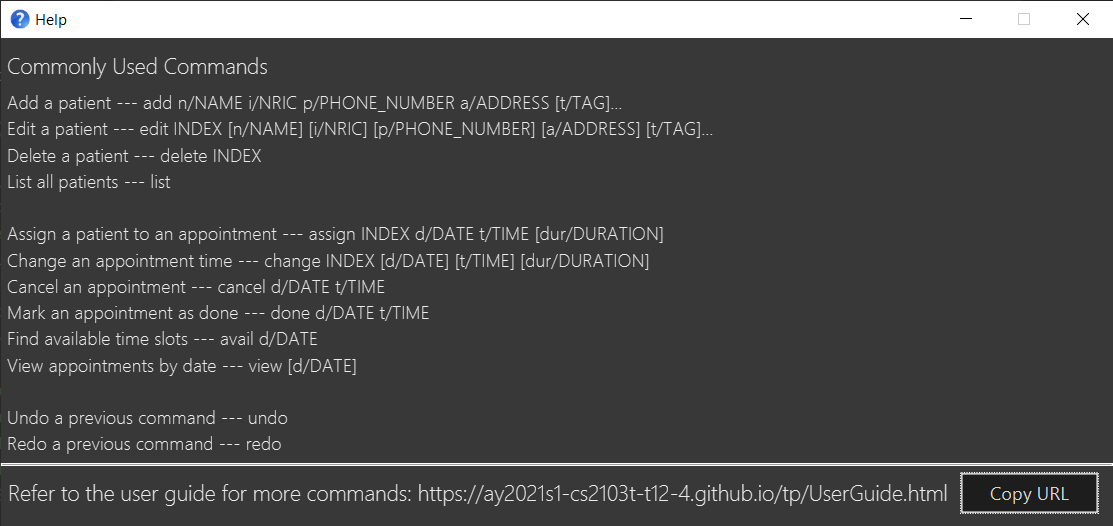 Help
Commonly Used Commands
Add a patient --- add n/NAME i/NRIC p/PHONE_NUMBER a/ADDRESS [t/TAG]...
Edit a patient --- edit INDEX [n/NAME] [i/NRIC] [p/PHONE_NUMBER] [a/ADDRESS] [t/TAG]...
Delete a patient --- delete INDEX
List all patients --- list
Assign a patient to an appointment --- assign INDEX d/DATE t/TIME [dur/DURATION]
Change an appointment time --- change INDEX [d/DATE] [t/TIME] [dur/DURATION]
Cancel an appointment --- cancel d/DATE t/TIME
Mark an appointment as done --- done d/DATE t/TIME
Find available time slots --- avail d/DATE
View appointments by date --- view [d/DATE]
Undo a previous command --- undo
Redo a previous command --- redo
Refer to the user guide for more commands: https://ay2021s1-cs2103t-t12-4.github.io/tp/UserGuide.html
Copy URL